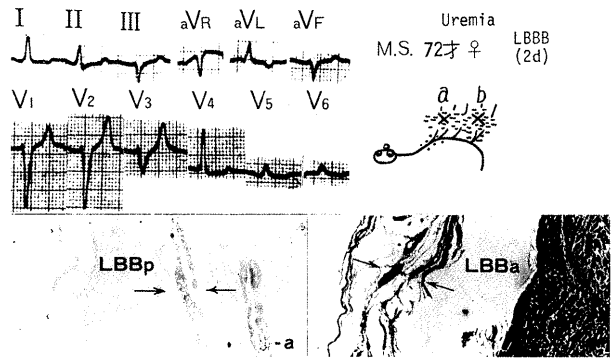 I II III aVR aVL aVF
V1 V2 V3 V4 V5 V6
Uremia
M.S. 72才 ♀ LBBB
(2d)
a b
LBBp
a
LBBa